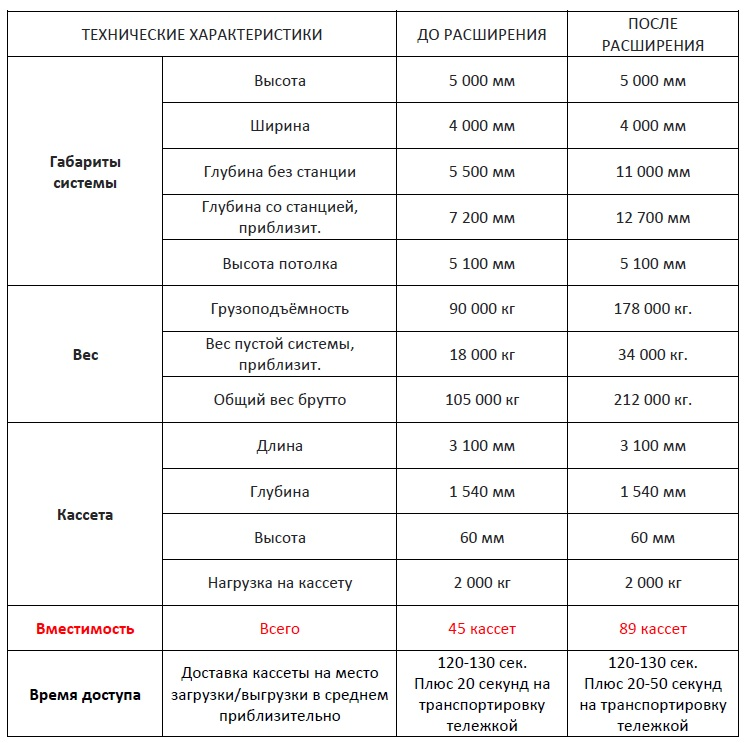 ТЕХНИЧЕСКИЕ ХАРАКТЕРИСТИКИ ДО РАСШИРЕНИЯ ПОСЛЕ
РАСШИРЕНИЯ
Габариты
системы
Высота 5 000 мм 5 000 мм
Ширина 4 000 мм 4 000 мм
Глубина без станции 5 500 мм 11 000 мм
Глубина со станцией,
приблизит.
7 200 мм 12 700 мм
Высота потолка 5 100 мм 5 100 мм
Вес
Грузоподъёмность 90 000 кг 178 000 кг.
Вес пустой системы,
приблизит.
18 000 кг 34 000 кг.
Общий вес брутто 105 000 кг 212 000 кг.
Кассета
Длина 3 100 мм 3 100 мм
Глубина 1 540 мм 1 540 мм
Высота 60 мм 60 мм
Нагрузка на кассету 2 000 кг 2 000 кг
Вместимость Всего 45 кассет 89 кассет
Время доступа
Доставка кассеты на место
загрузки/выгрузки в среднем
приблизительно
120-130 сек.
Плюс 20 секунд на
транспортировку
тележкой
120-130 сек.
Плюс 20-50 секунд
на транспортировку
тележкой